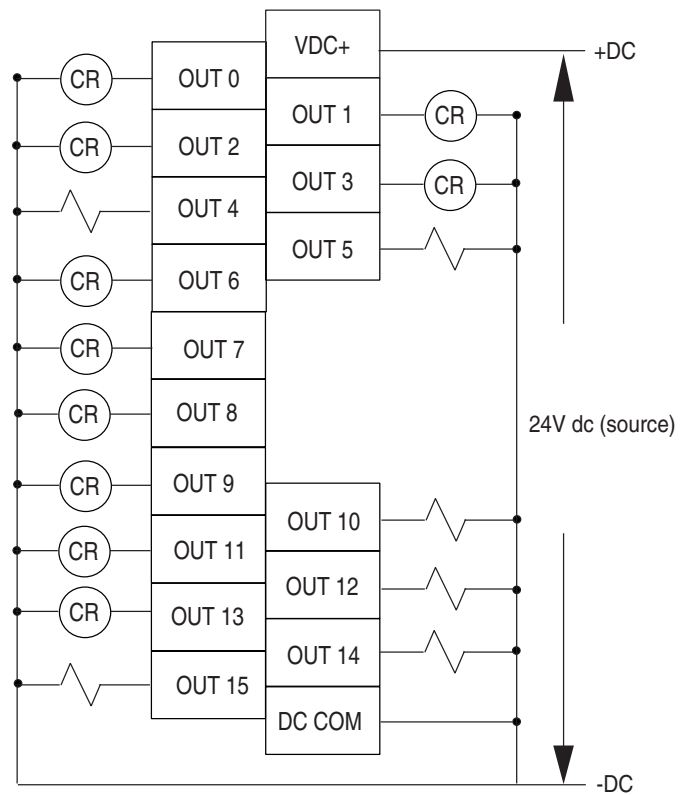 VDC+
+DC
CR
OUT 0
OUT 1
CR
CR
OUT 2
OUT 3
CR
OUT 4
OUT 5
CR
OUT 6
CR
OUT 7
CR
OUT 8
24V dc (source)
CR
OUT 9
OUT 10
CR
OUT 11
OUT 12
CR
OUT 13
OUT 14
OUT 15
DC COM
-DC